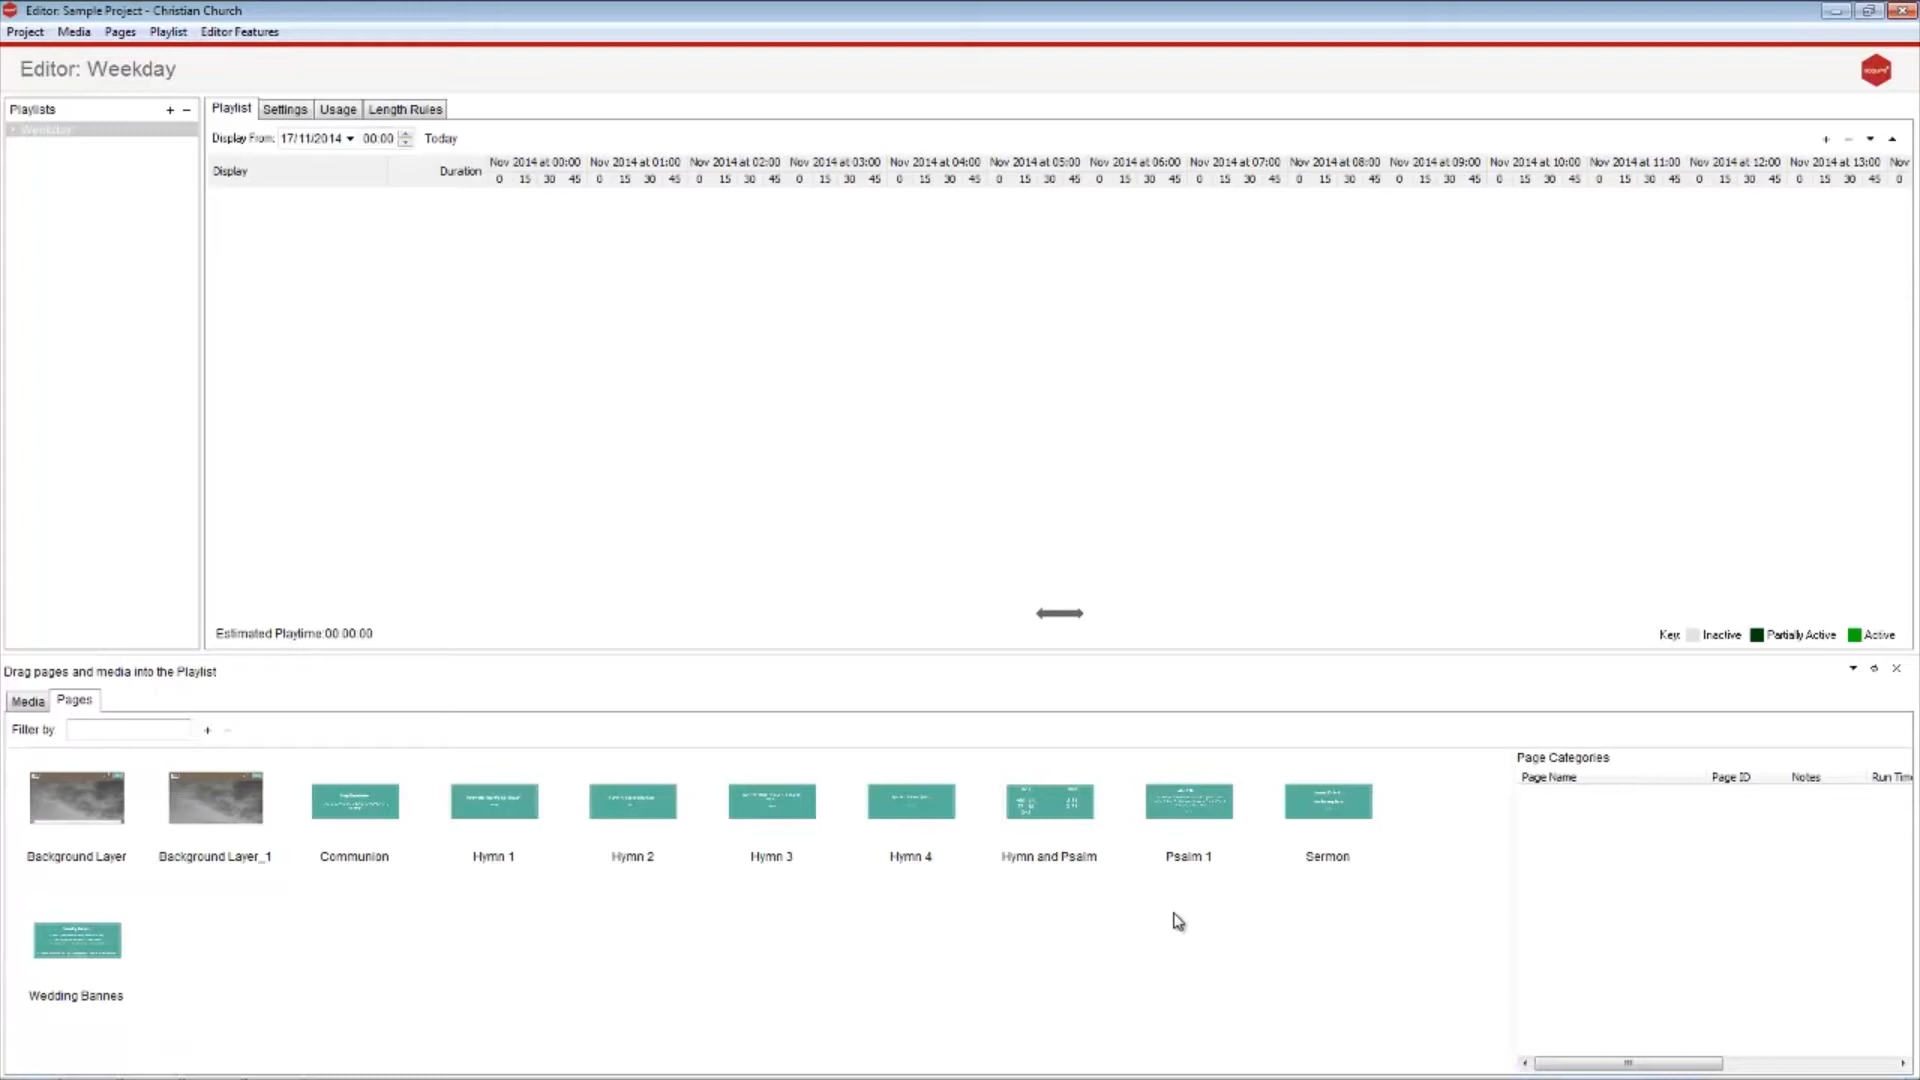 Editor: Sample Project - Christian Church
Project Media Pages Playlist Editor Features
Editor: Weekday
Playlists + −
Weekday
Playlist Settings Usage Length Rules
Display From: 17/11/2014 00:00 Today
Display Duration
Nov 2014 at 00:00 Nov 2014 at 01:00 Nov 2014 at 02:00 Nov 2014 at 03:00 Nov 2014 at 04:00 Nov 2014 at 05:00 Nov 2014 at 06:00 Nov 2014 at 07:00 Nov 2014 at 08:00 Nov 2014 at 09:00 Nov 2014 at 10:00 Nov 2014 at 11:00 Nov 2014 at 12:00 Nov 2014 at 13:00 Nov
0 15 30 45 0 15 30 45 0 15 30 45 0 15 30 45 0 15 30 45 0 15 30 45 0 15 30 45 0 15 30 45 0 15 30 45 0 15 30 45 0 15 30 45 0 15 30 45 0 15 30 45 0 15 30 45 0
Estimated Playtime:00.00.00
Key: Inactive Partially Active Active
Drag pages and media into the Playlist
Media Pages
Filter by + −
Background Layer Background Layer_1 Communion Hymn 1 Hymn 2 Hymn 3 Hymn 4 Hymn and Psalm Psalm 1 Sermon
Wedding Bannes
Page Categories
Page Name Page ID Notes Run Time